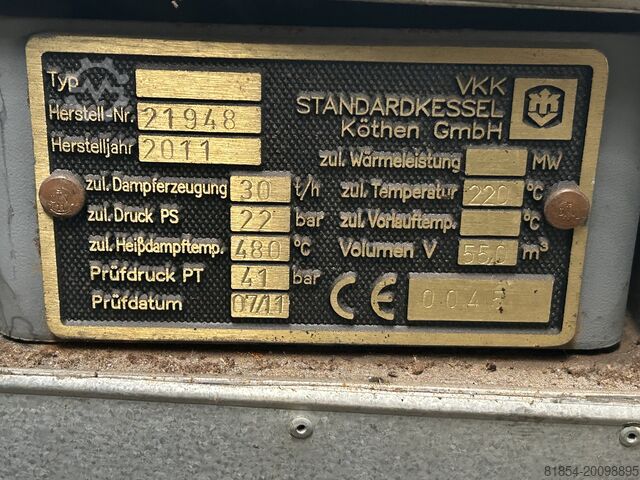 Typ
Herstell-Nr. 21948
Herstelljahr 2011
VKK
STANDARDKESSEL
Köthen GmbH
zul. Dampferzeugung 30 t/h
zul. Druck PS 22 bar
zul. Heißdampftemp. 480 °C
Prüfdruck PT 41 bar
Prüfdatum 07/11
zul. Wärmeleistung MW
zul. Temperatur 220 °C
zul. Vorlauftemp. °C
Volumen V 55,0 m³
CE 0045
81854-20098895